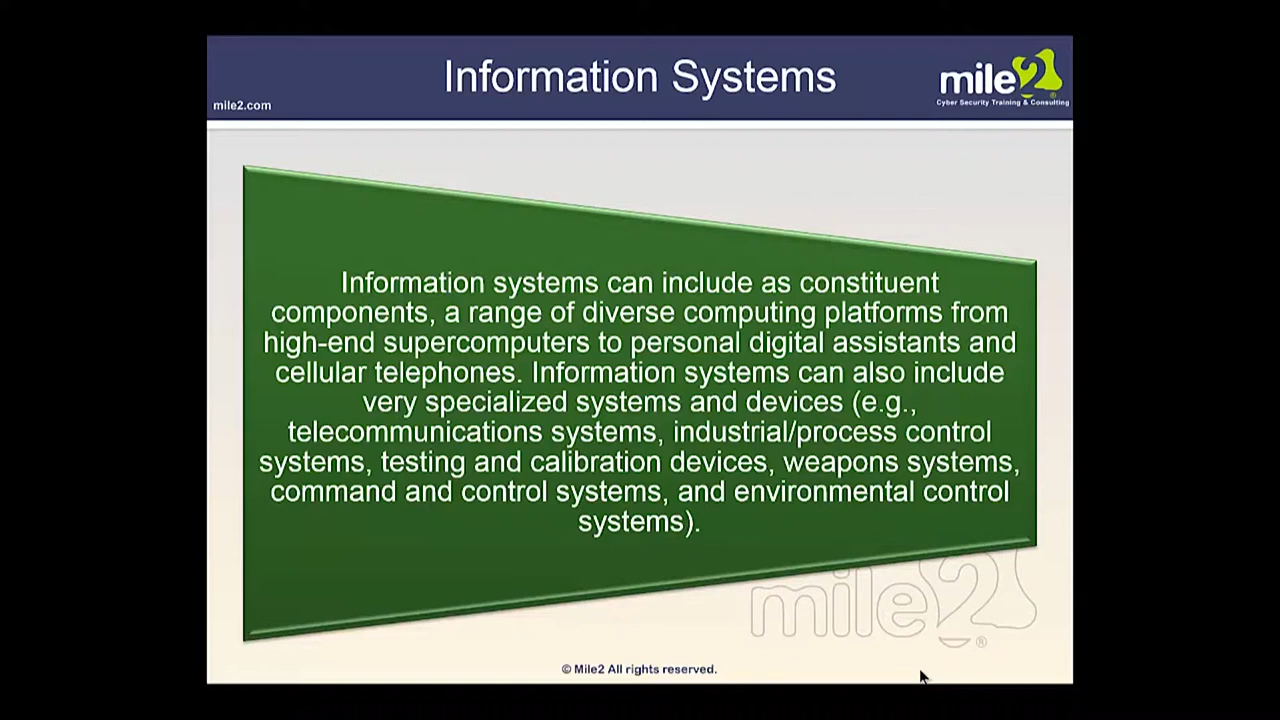 Information Systems
mile2.com
mile2
®
Cyber Security Training & Consulting
Information systems can include as constituent
components, a range of diverse computing platforms from
high-end supercomputers to personal digital assistants and
cellular telephones. Information systems can also include
very specialized systems and devices (e.g.,
telecommunications systems, industrial/process control
systems, testing and calibration devices, weapons systems,
command and control systems, and environmental control
systems).
mile2
®
© Mile2 All rights reserved.